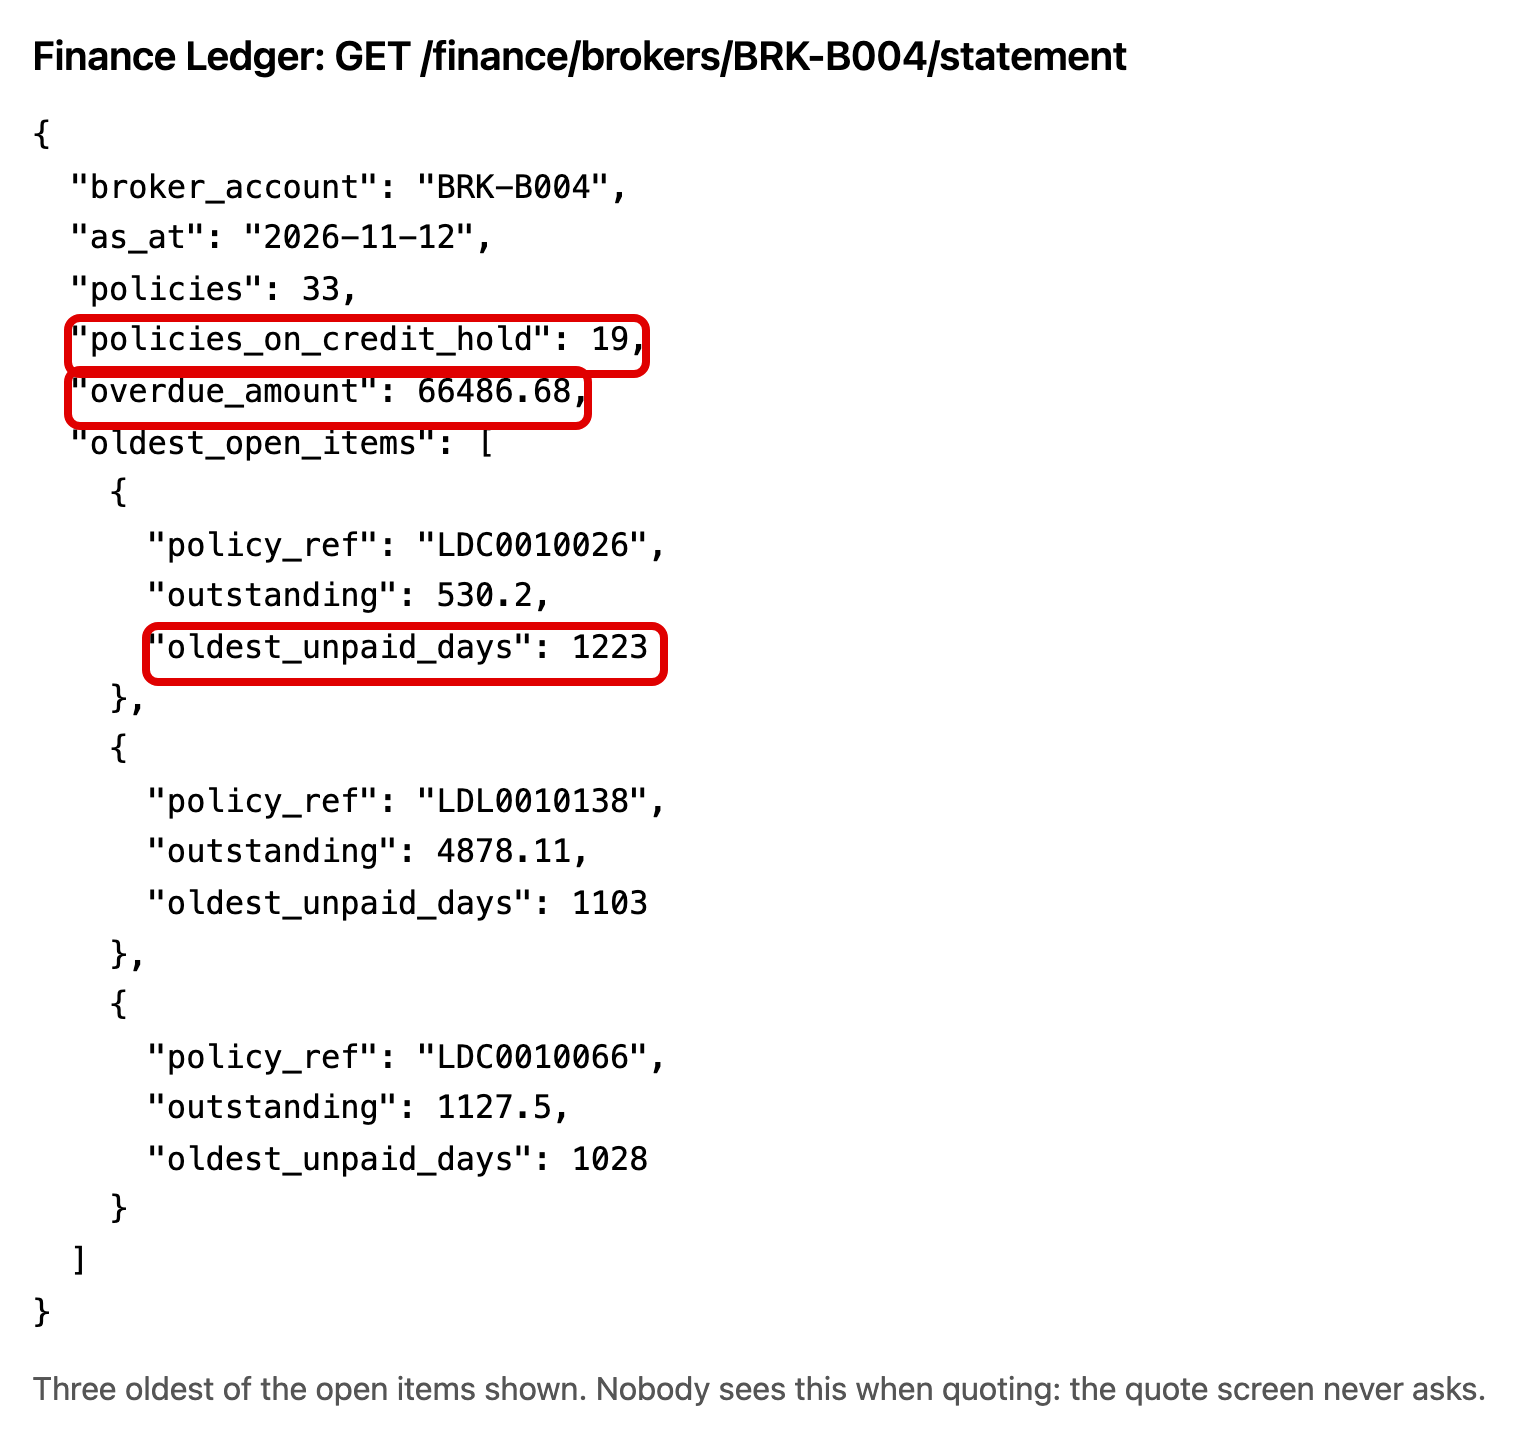 Finance Ledger: GET /finance/brokers/BRK-B004/statement
{
  "broker_account": "BRK-B004",
  "as_at": "2026-11-12",
  "policies": 33,
  "policies_on_credit_hold": 19,
  "overdue_amount": 66486.68,
  "oldest_open_items": [
    {
      "policy_ref": "LDC0010026",
      "outstanding": 530.2,
      "oldest_unpaid_days": 1223
    },
    {
      "policy_ref": "LDL0010138",
      "outstanding": 4878.11,
      "oldest_unpaid_days": 1103
    },
    {
      "policy_ref": "LDC0010066",
      "outstanding": 1127.5,
      "oldest_unpaid_days": 1028
    }
  ]
}
Three oldest of the open items shown. Nobody sees this when quoting: the quote screen never asks.